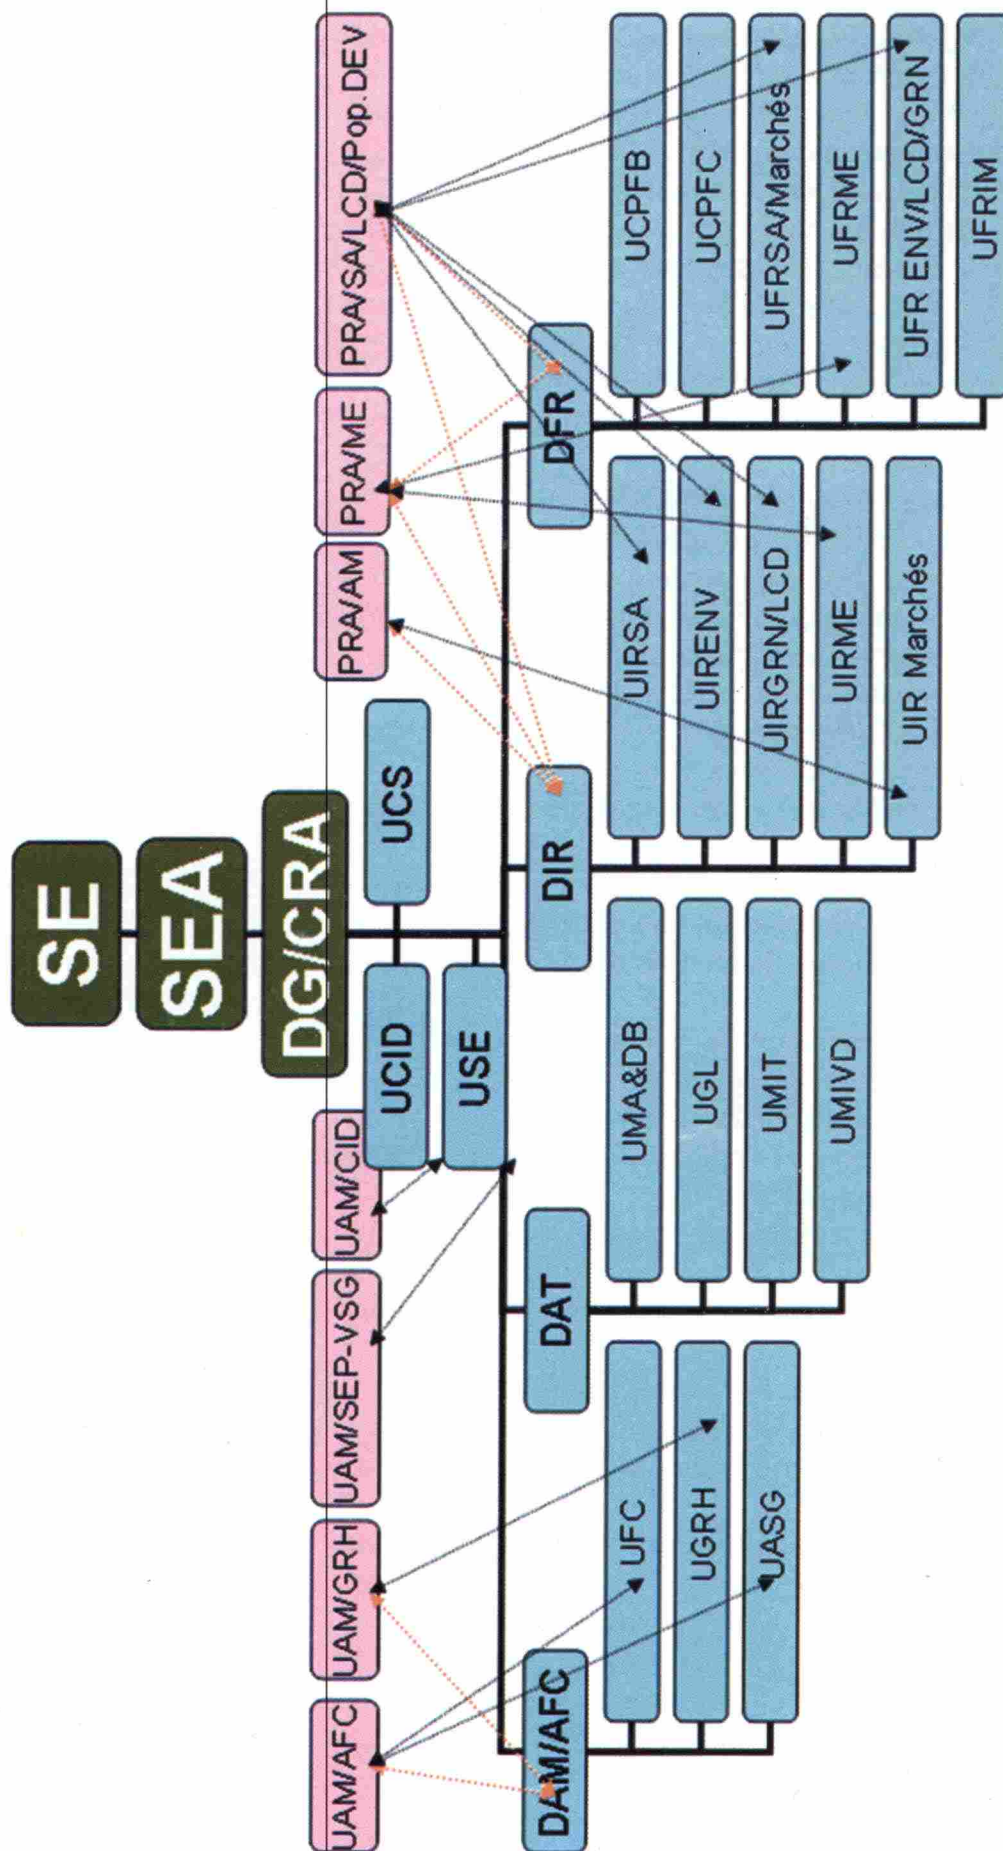 SE
SEA
DG/CRA
UAM/AFC
UAM/GRH
UAM/SEP-VSG
UAM/CID
PRA/AM
PRA/ME
PRA/SA/LCD/Pop.DEV
UCID
UCS
USE
DAM/AFC
DAT
DIR
DFR
UFC
UGRH
UASG
UMA&DB
UGL
UMIT
UMIVD
UIRSA
UIRENV
UIRGRN/LCD
UIRME
UIR Marchés
UCPFB
UCPFC
UFRSA/Marchés
UFRME
UFR ENV/LCD/GRN
UFRIM